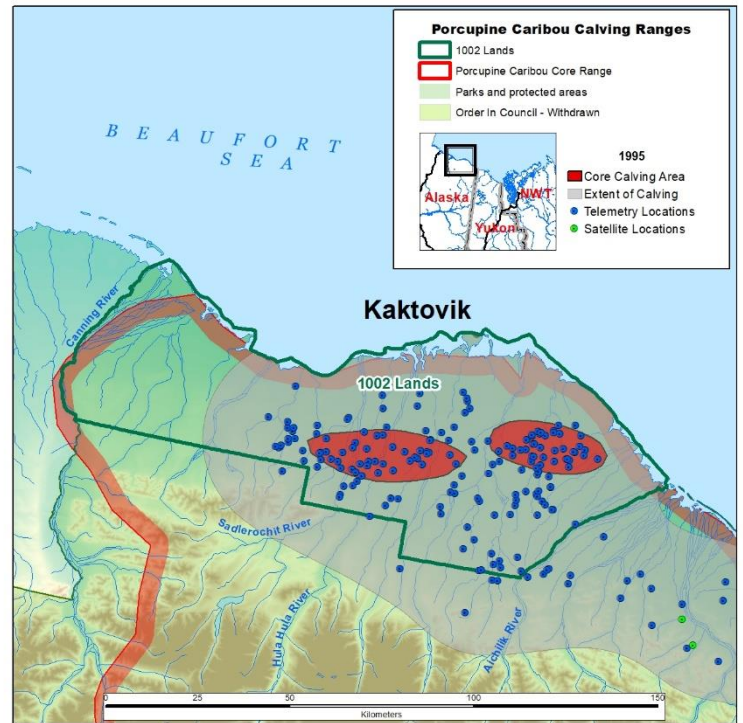 Porcupine Caribou Calving Ranges
1002 Lands
Porcupine Caribou Core Range
Parks and protected areas
Order In Council - Withdrawn
Alaska
Yukon
NWT
1995
Core Calving Area
Extent of Calving
Telemetry Locations
Satellite Locations
BEAUFORT
SEA
Canning River
Kaktovik
1002 Lands
Sadlerochit River
Hula Hula River
Aichilik River
0 25 50 100 150
Kilometers